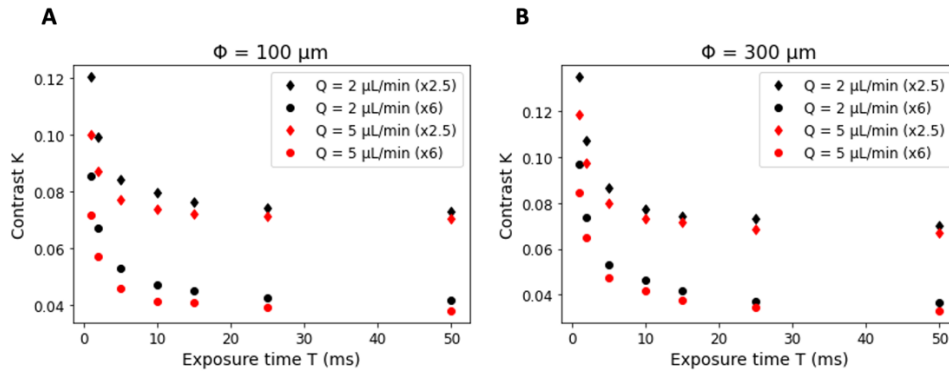 A
Φ = 100 μm
Contrast K
0.12
0.10
0.08
0.06
0.04
Q = 2 μL/min (x2.5)
Q = 2 μL/min (x6)
Q = 5 μL/min (x2.5)
Q = 5 μL/min (x6)
0 10 20 30 40 50
Exposure time T (ms)
B
Φ = 300 μm
Contrast K
0.12
0.10
0.08
0.06
0.04
Q = 2 μL/min (x2.5)
Q = 2 μL/min (x6)
Q = 5 μL/min (x2.5)
Q = 5 μL/min (x6)
0 10 20 30 40 50
Exposure time T (ms)